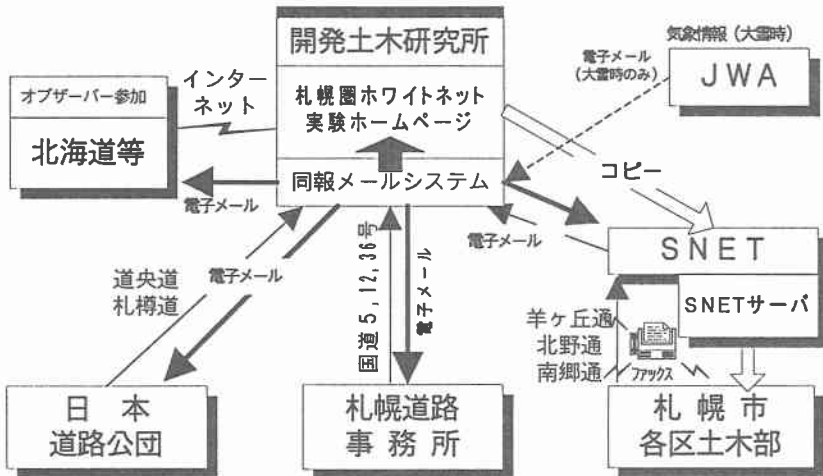 開発土木研究所
札幌圏ホワイトネット
実験ホームページ
同報メールシステム
気象情報（大雪時）
JWA
電子メール
（大雪時のみ）
オブザーバー参加
北海道等
インター
ネット
電子メール
コピー
電子メール
SNET
SNETサーバ
道央道
札樽道
電子メール
国道5,12,36号
電子メール
羊ヶ丘通
北野通
南郷通
ファックス
日本
道路公団
札幌道路
事務所
札幌市
各区土木部